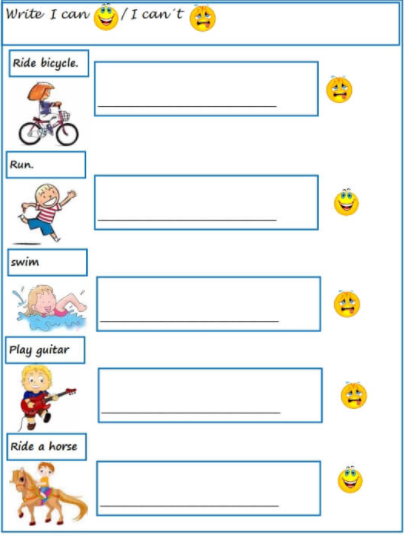 Write I can / I can´t
Ride bicycle.
Run.
swim
Play guitar
Ride a horse